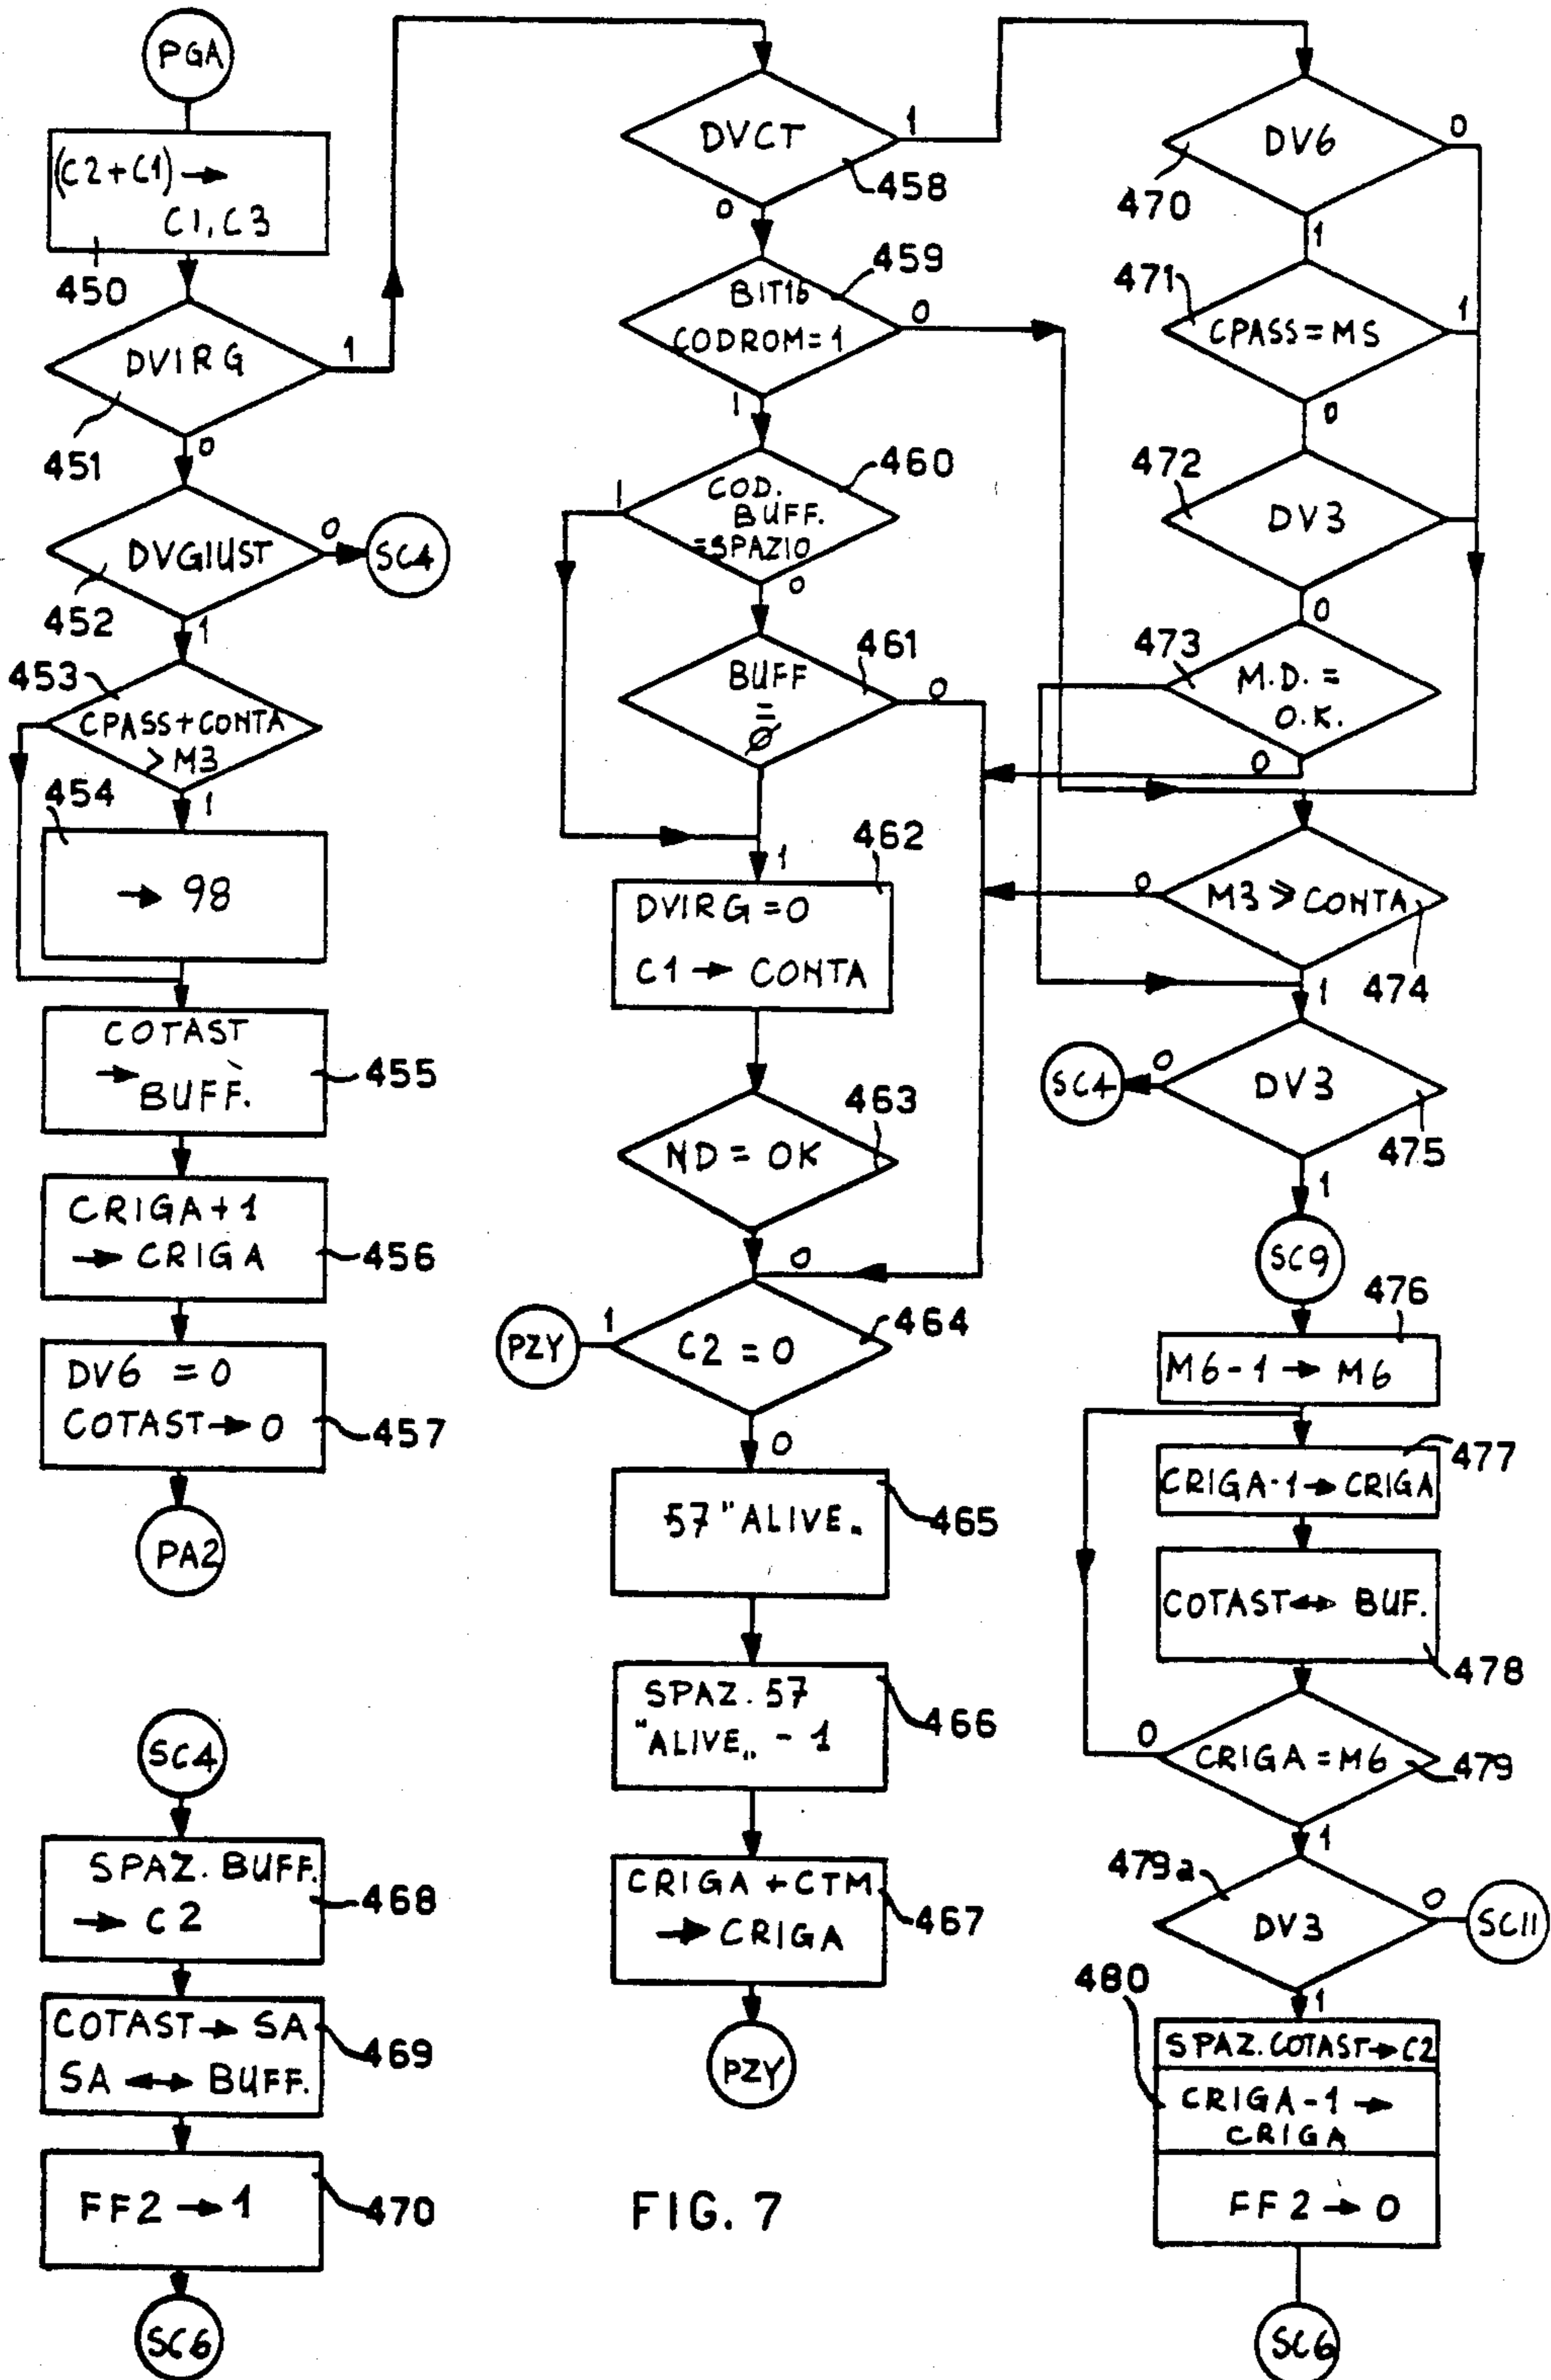 PGA
(C2+C1)→
C1, C3
450
DVIRG
1
451
0
DVGIUST
0
SC4
452
1
453
CPASS+CONTA
> M3
454
1
→ 98
COTAST
→
BUFF.
455
CRIGA+1
→ CRIGA
456
DV6 = 0
COTAST→0
457
PA2
SC4
SPAZ. BUFF.
→ C2
468
COTAST→ SA
SA ↔ BUFF.
469
FF2 →1
470
SC6
DVCT
1
458
0
459
BIT16
CODROM=1
0
1
460
1
COD.
BUFF.
=SPAZIO
0
461
BUFF
=
Ø
0
462
1
DVIRG =0
C1 → CONTA
463
ND = OK
0
1
PZY
C2 = 0
464
0
57 "ALIVE„
465
SPAZ. 57
"ALIVE„ - 1
466
CRIGA + CTM
→ CRIGA
467
PZY
FIG. 7
DV6
0
470
1
471
CPASS=MS
1
0
472
DV3
0
473
M.D. =
O.K.
0
0
M3 ⩾ CONTA
474
1
SC4
0
DV3
475
1
SC9
476
M6-1 → M6
477
CRIGA-1→ CRIGA
COTAST↔ BUF.
478
0
CRIGA = M6
479
1
479a
DV3
0
SC11
480
1
SPAZ. COTAST→C2
CRIGA-1 →
CRIGA
FF2 → 0
SC6